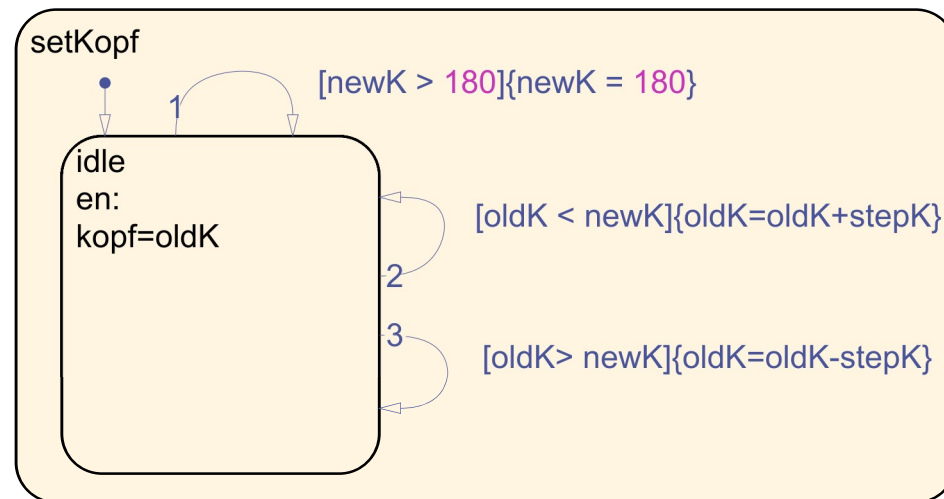 setKopf
1
[newK > 180]{newK = 180}
idle
en:
kopf=oldK
[oldK < newK]{oldK=oldK+stepK}
2
3
[oldK> newK]{oldK=oldK-stepK}